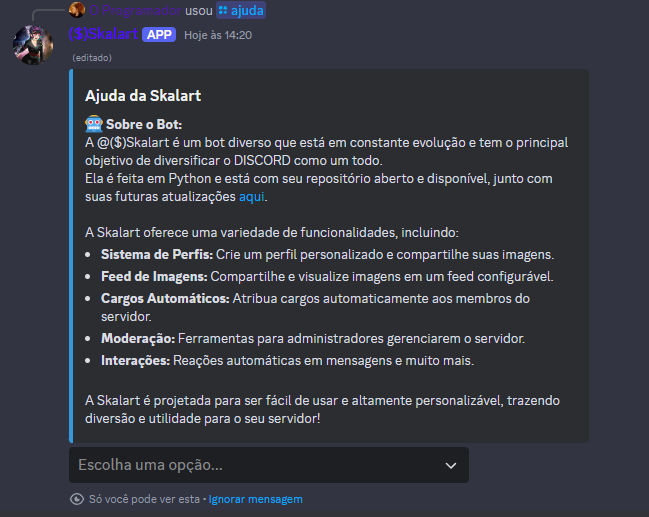 O Programador usou ajuda
($)Skalart APP Hoje às 14:20
(editado)
Ajuda da Skalart
Sobre o Bot:
A @($)Skalart é um bot diverso que está em constante evolução e tem o principal
objetivo de diversificar o DISCORD como um todo.
Ela é feita em Python e está com seu repositório aberto e disponível, junto com
suas futuras atualizações aqui.
A Skalart oferece uma variedade de funcionalidades, incluindo:
• Sistema de Perfis: Crie um perfil personalizado e compartilhe suas imagens.
• Feed de Imagens: Compartilhe e visualize imagens em um feed configurável.
• Cargos Automáticos: Atribua cargos automaticamente aos membros do
servidor.
• Moderação: Ferramentas para administradores gerenciarem o servidor.
• Interações: Reações automáticas em mensagens e muito mais.
A Skalart é projetada para ser fácil de usar e altamente personalizável, trazendo
diversão e utilidade para o seu servidor!
Escolha uma opção...
Só você pode ver esta • Ignorar mensagem